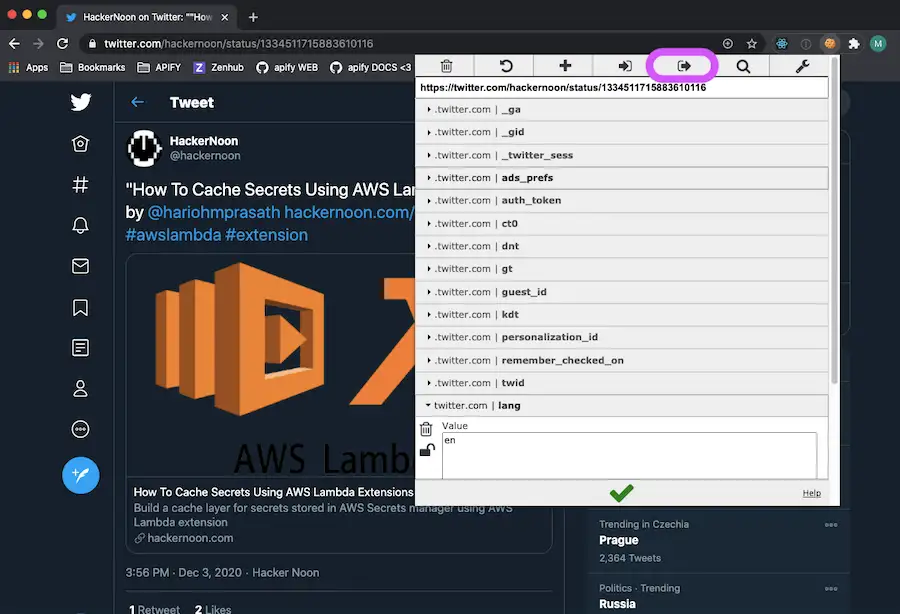 HackerNoon on Twitter: """How
twitter.com/hackernoon/status/1334511715883610116
M
Apps
Bookmarks
APIFY
Z
Zenhub
apify WEB
apify DOCS <3
Tweet
HackerNoon
@hackernoon
"How To Cache Secrets Using AWS La
by @hariohmprasath hackernoon.com/
#awslambda #extension
AWS Lamb
How To Cache Secrets Using AWS Lambda Extensions
Build a cache layer for secrets stored in AWS Secrets manager using AWS
Lambda extension
hackernoon.com
3:56 PM · Dec 3, 2020 · Hacker Noon
1 Retweet 2 Likes
https://twitter.com/hackernoon/status/1334511715883610116
.twitter.com | _ga
.twitter.com | _gid
.twitter.com | _twitter_sess
.twitter.com | ads_prefs
.twitter.com | auth_token
.twitter.com | ct0
.twitter.com | dnt
.twitter.com | gt
.twitter.com | guest_id
.twitter.com | kdt
.twitter.com | personalization_id
.twitter.com | remember_checked_on
.twitter.com | twid
twitter.com | lang
Value
en
Help
Trending in Czechia
Prague
2,364 Tweets
Politics · Trending
Russia